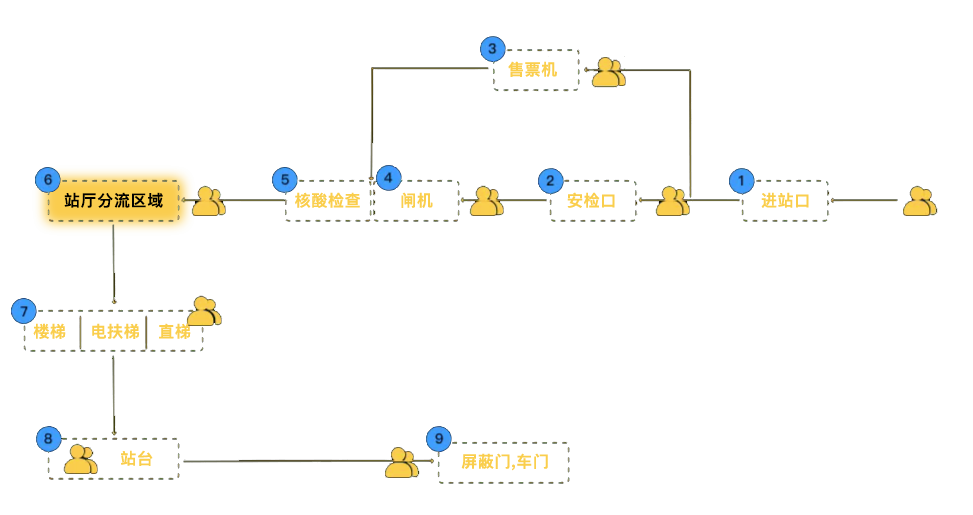 3
售票机
6
站厅分流区域
5
核酸检查
4
闸机
2
安检口
1
进站口
7
楼梯
电扶梯
直梯
8
站台
9
屏蔽门,车门